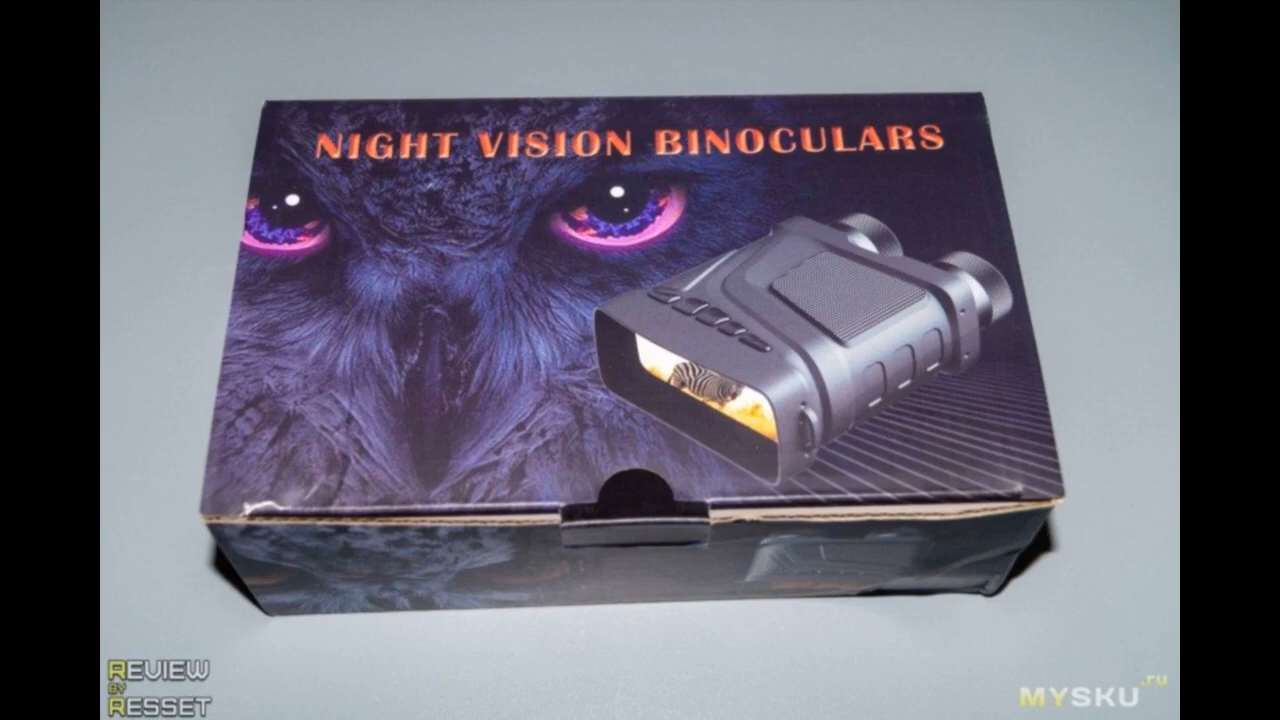 NIGHT VISION BINOCULARS
REVIEW
BY
RESSET
MYSKU.ru